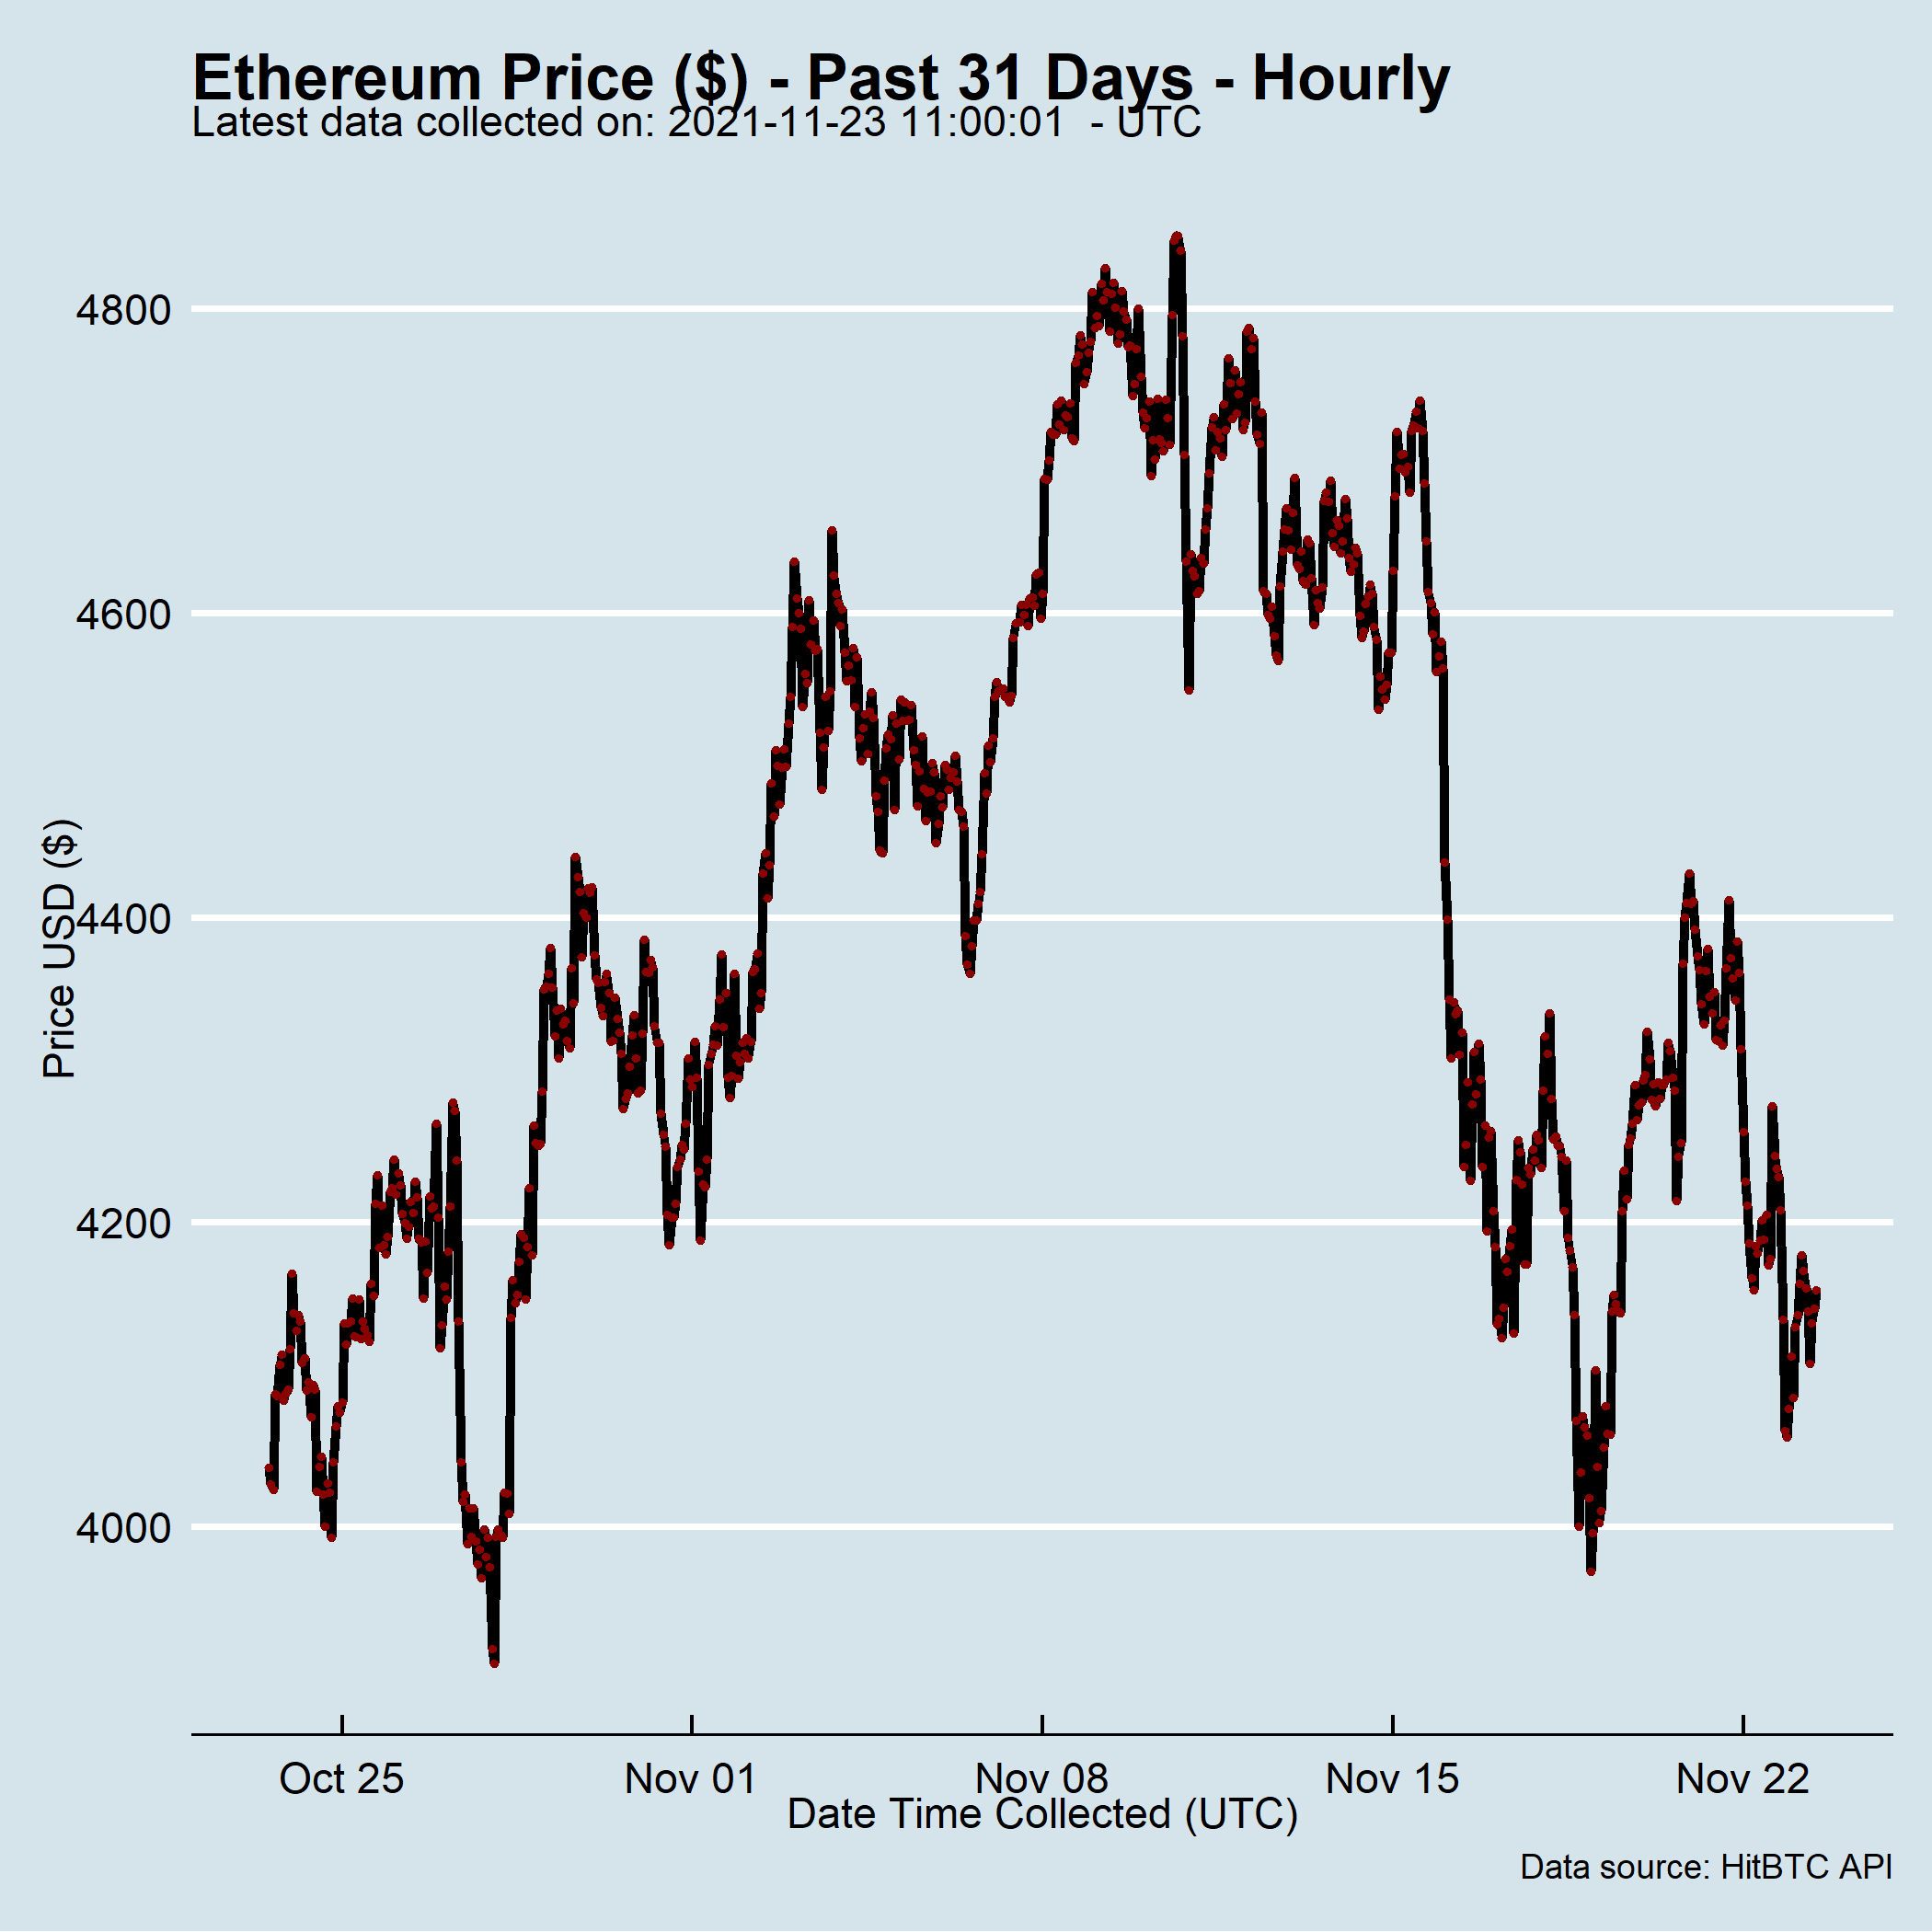 Ethereum Price ($) - Past 31 Days - Hourly
Latest data collected on: 2021-11-23 11:00:01  - UTC
Price USD ($)
4800
4600
4400
4200
4000
Oct 25
Nov 01
Nov 08
Nov 15
Nov 22
Date Time Collected (UTC)
Data source: HitBTC API